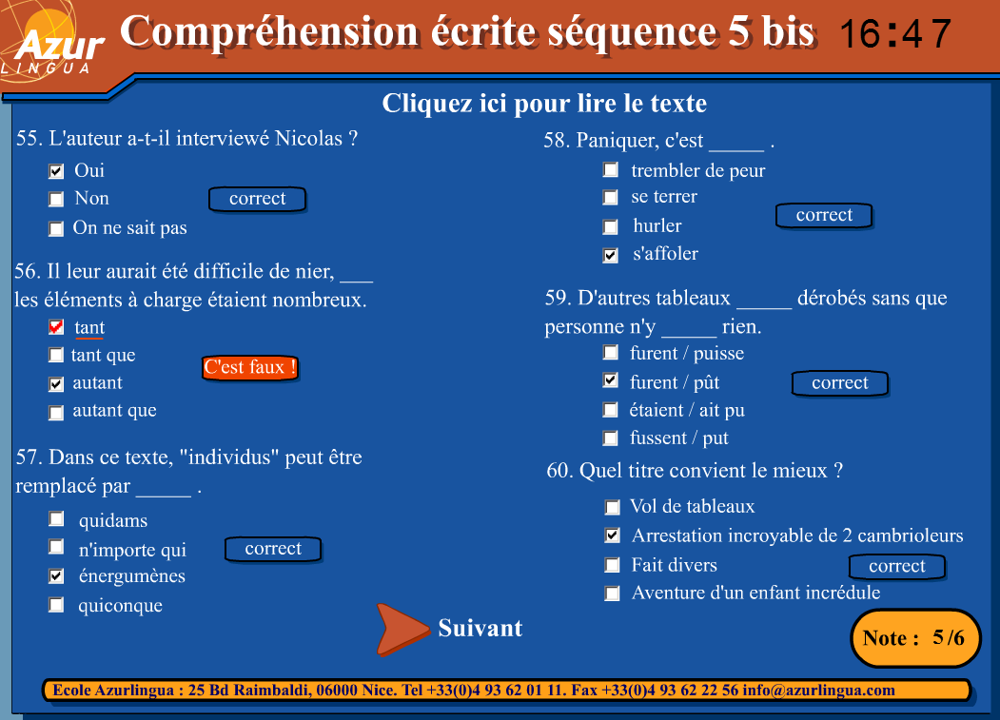 Azur
LINGUA
Compréhension écrite séquence 5 bis
16:47
Cliquez ici pour lire le texte
55. L'auteur a-t-il interviewé Nicolas ?
Oui
Non
correct
On ne sait pas
56. Il leur aurait été difficile de nier, ___
les éléments à charge étaient nombreux.
tant
tant que
C'est faux !
autant
autant que
57. Dans ce texte, "individus" peut être
remplacé par _____ .
quidams
n'importe qui
correct
énergumènes
quiconque
58. Paniquer, c'est _____ .
trembler de peur
se terrer
correct
hurler
s'affoler
59. D'autres tableaux _____ dérobés sans que
personne n'y _____ rien.
furent / puisse
furent / pût
correct
étaient / ait pu
fussent / put
60. Quel titre convient le mieux ?
Vol de tableaux
Arrestation incroyable de 2 cambrioleurs
Fait divers
correct
Aventure d'un enfant incrédule
Suivant
Note : 5/6
Ecole Azurlingua : 25 Bd Raimbaldi, 06000 Nice. Tel +33(0)4 93 62 01 11. Fax +33(0)4 93 62 22 56 info@azurlingua.com